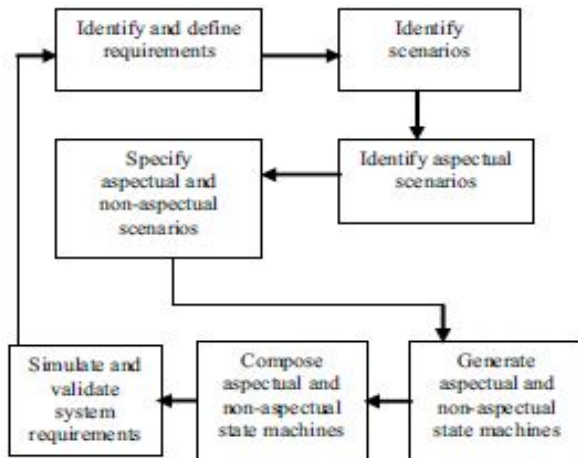 Identify and define
requirements
Identify
scenarios
Identify aspectual
scenarios
Specify
aspectual and
non-aspectual
scenarios
Generate
aspectual and
non-aspectual
state machines
Compose
aspectual and
non-aspectual
state machines
Simulate and
validate
system
requirements